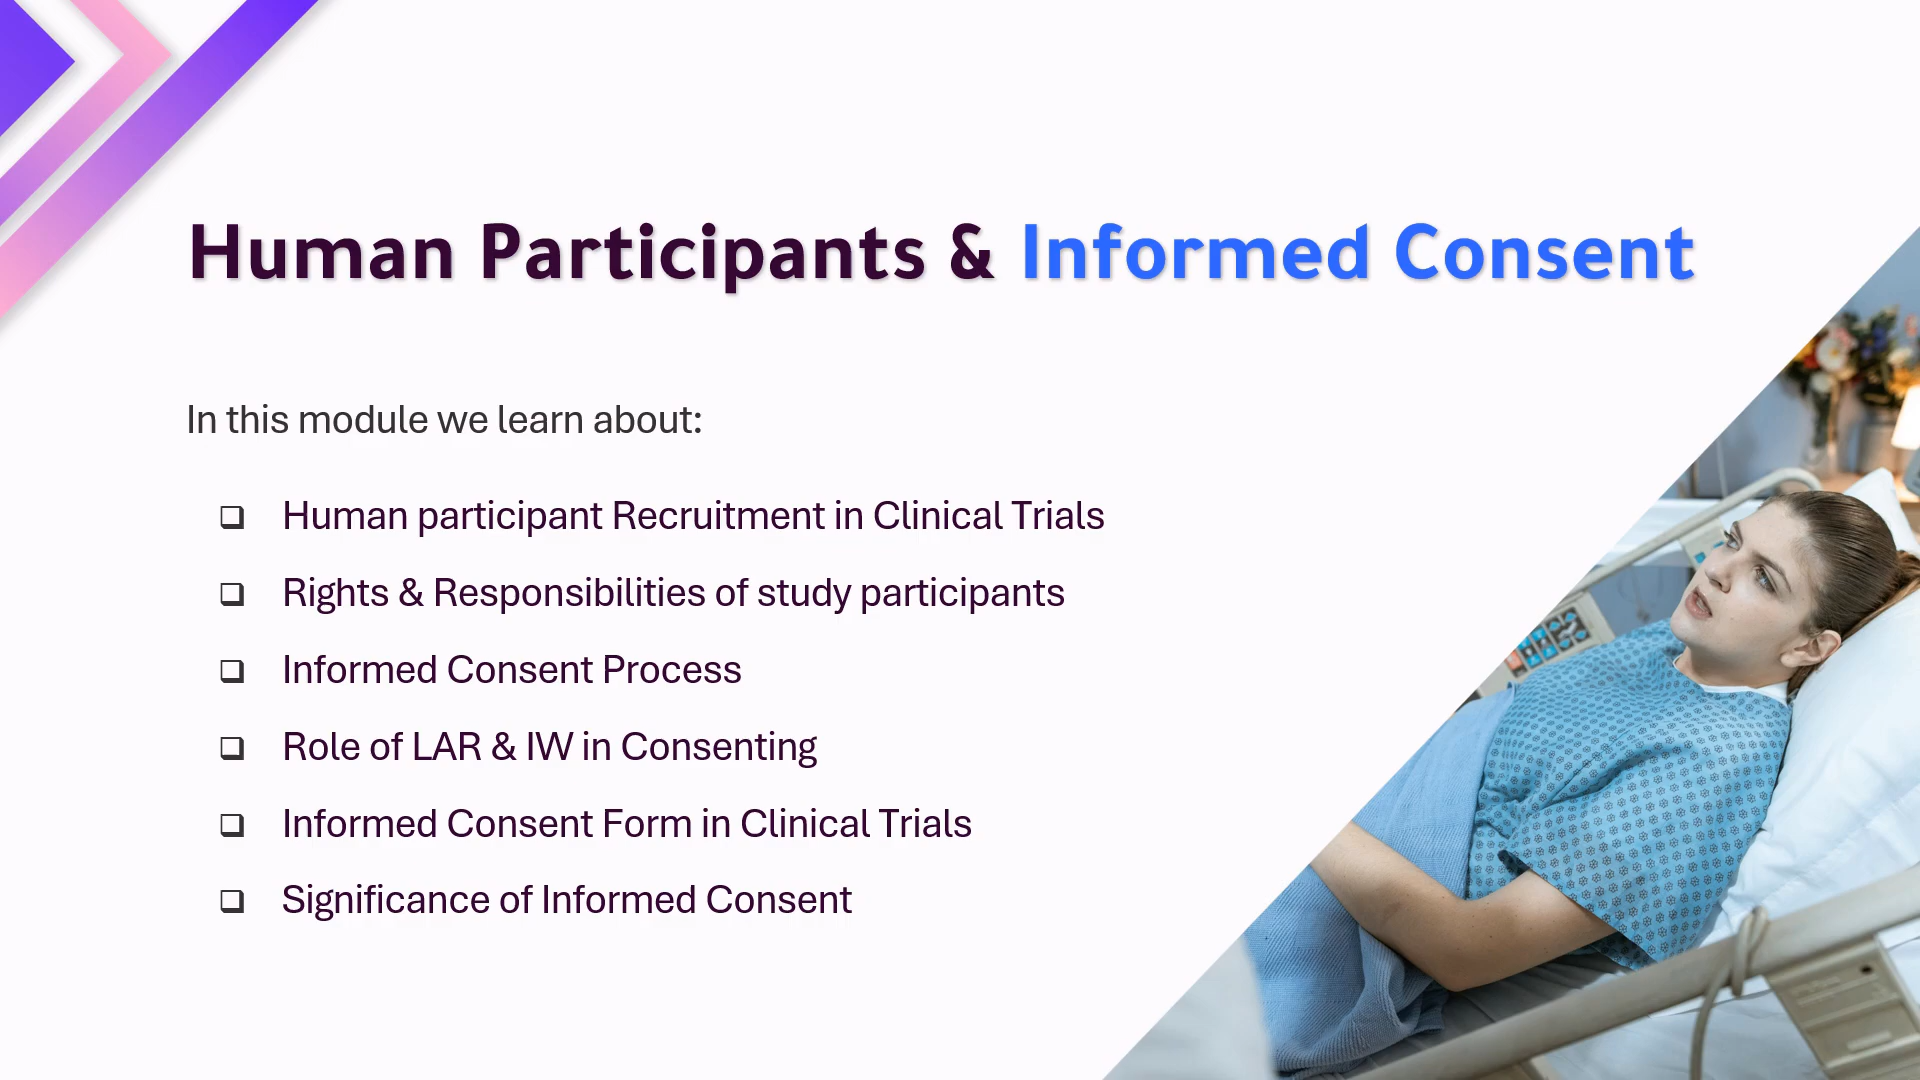 Human Participants & Informed Consent
In this module we learn about:
Human participant Recruitment in Clinical Trials
Rights & Responsibilities of study participants
Informed Consent Process
Role of LAR & IW in Consenting
Informed Consent Form in Clinical Trials
Significance of Informed Consent